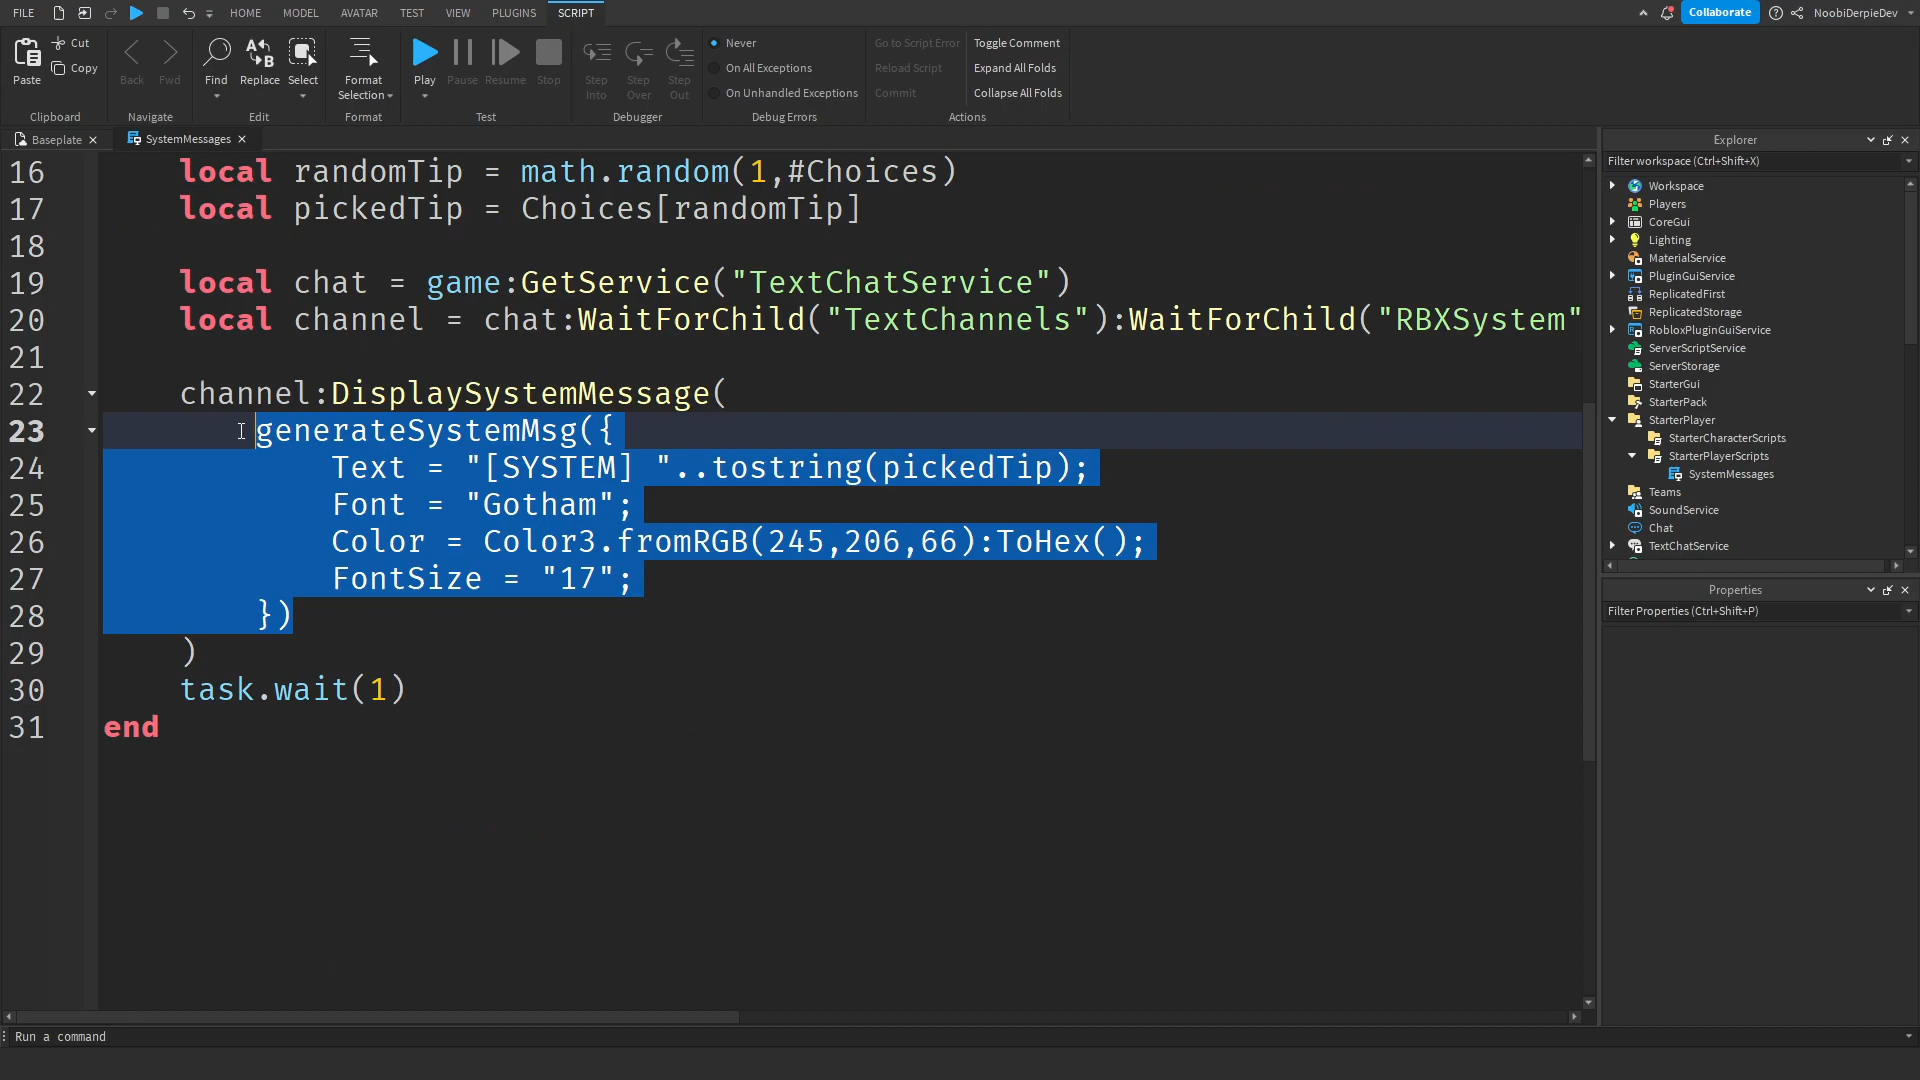 FILE HOME MODEL AVATAR TEST VIEW PLUGINS SCRIPT Collaborate NoobiDerpieDev
Paste Cut Copy
Back Fwd
Find Replace Select
Format Selection
Play Pause Resume Stop
Step Into Step Over Step Out
Never
On All Exceptions
On Unhandled Exceptions
Go to Script Error
Reload Script
Commit
Toggle Comment
Expand All Folds
Collapse All Folds
Clipboard Navigate Edit Format Test Debugger Debug Errors Actions
Baseplate SystemMessages
16 local randomTip = math.random(1,#Choices)
17 local pickedTip = Choices[randomTip]
18
19 local chat = game:GetService("TextChatService")
20 local channel = chat:WaitForChild("TextChannels"):WaitForChild("RBXSystem"
21
22 channel:DisplaySystemMessage(
23 generateSystemMsg({
24 Text = "[SYSTEM] "..tostring(pickedTip);
25 Font = "Gotham";
26 Color = Color3.fromRGB(245,206,66):ToHex();
27 FontSize = "17";
28 })
29 )
30 task.wait(1)
31 end
Explorer
Filter workspace (Ctrl+Shift+X)
Workspace
Players
CoreGui
Lighting
MaterialService
PluginGuiService
ReplicatedFirst
ReplicatedStorage
RobloxPluginGuiService
ServerScriptService
ServerStorage
StarterGui
StarterPack
StarterPlayer
StarterCharacterScripts
StarterPlayerScripts
SystemMessages
Teams
SoundService
Chat
TextChatService
Properties
Filter Properties (Ctrl+Shift+P)
Run a command